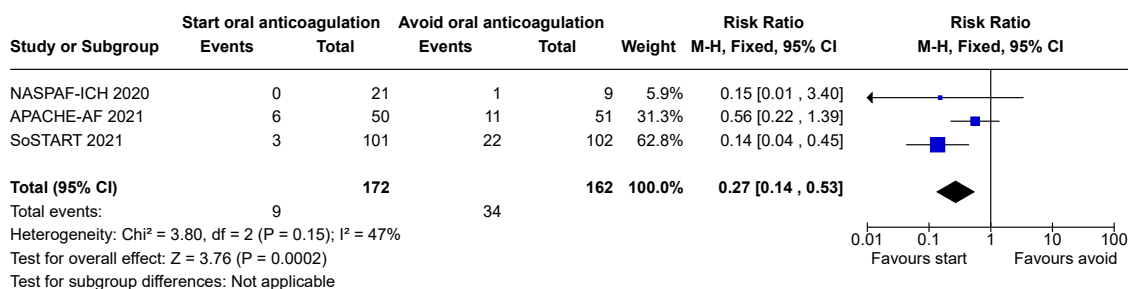 Start oral anticoagulation Avoid oral anticoagulation Risk Ratio Risk Ratio
Study or Subgroup Events Total Events Total Weight M-H, Fixed, 95% CI M-H, Fixed, 95% CI
NASPAF-ICH 2020 0 21 1 9 5.9% 0.15 [0.01 , 3.40]
APACHE-AF 2021 6 50 11 51 31.3% 0.56 [0.22 , 1.39]
SoSTART 2021 3 101 22 102 62.8% 0.14 [0.04 , 0.45]
Total (95% CI) 172 162 100.0% 0.27 [0.14 , 0.53]
Total events: 9 34
Heterogeneity: Chi² = 3.80, df = 2 (P = 0.15); I² = 47% 0.01 0.1 1 10 100
Test for overall effect: Z = 3.76 (P = 0.0002) Favours start Favours avoid
Test for subgroup differences: Not applicable